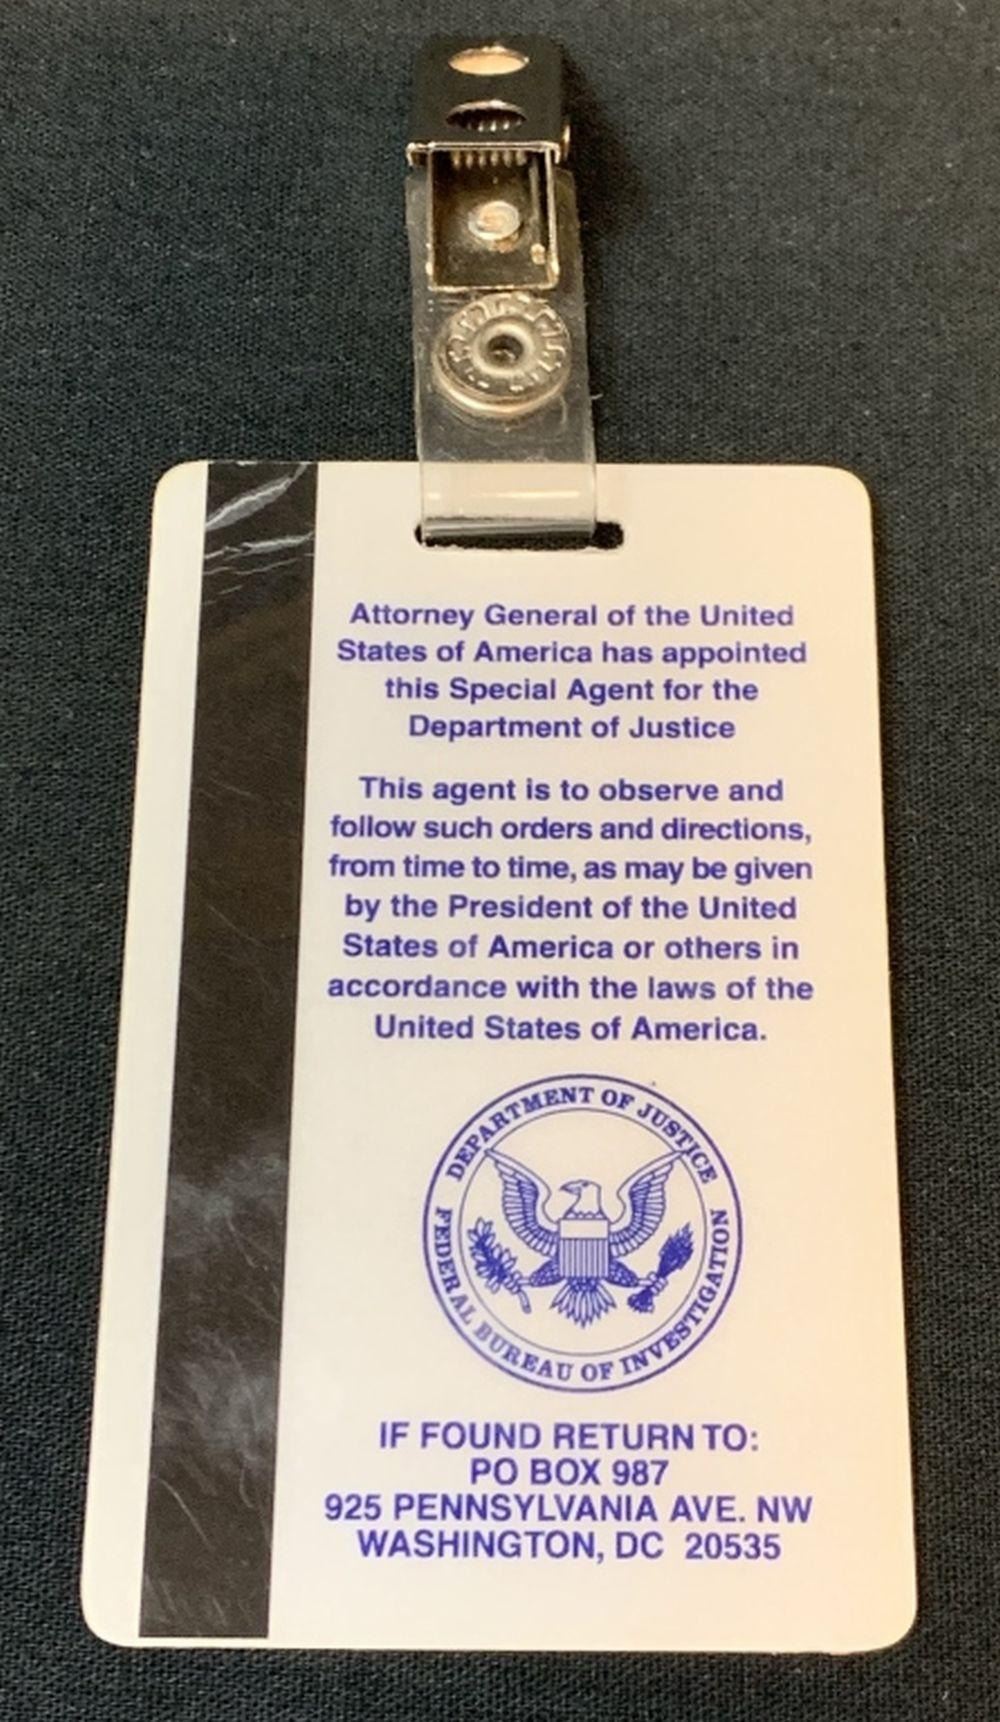 Attorney General of the United
States of America has appointed
this Special Agent for the
Department of Justice
This agent is to observe and
follow such orders and directions,
from time to time, as may be given
by the President of the United
States of America or others in
accordance with the laws of the
United States of America.
DEPARTMENT OF JUSTICE
FEDERAL BUREAU OF INVESTIGATION
IF FOUND RETURN TO:
PO BOX 987
925 PENNSYLVANIA AVE. NW
WASHINGTON, DC  20535